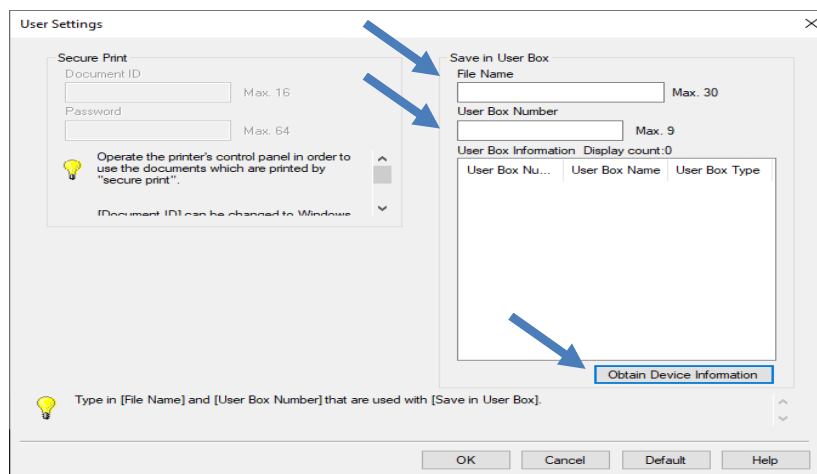 User Settings
Secure Print
Document ID
Max. 16
Password
Max. 64
Operate the printer's control panel in order to
use the documents which are printed by
"secure print".
[Document ID] can be changed to Windows
Save in User Box
File Name
Max. 30
User Box Number
Max. 9
User Box Information Display count:0
User Box Nu... User Box Name User Box Type
Obtain Device Information
Type in [File Name] and [User Box Number] that are used with [Save in User Box].
OK Cancel Default Help